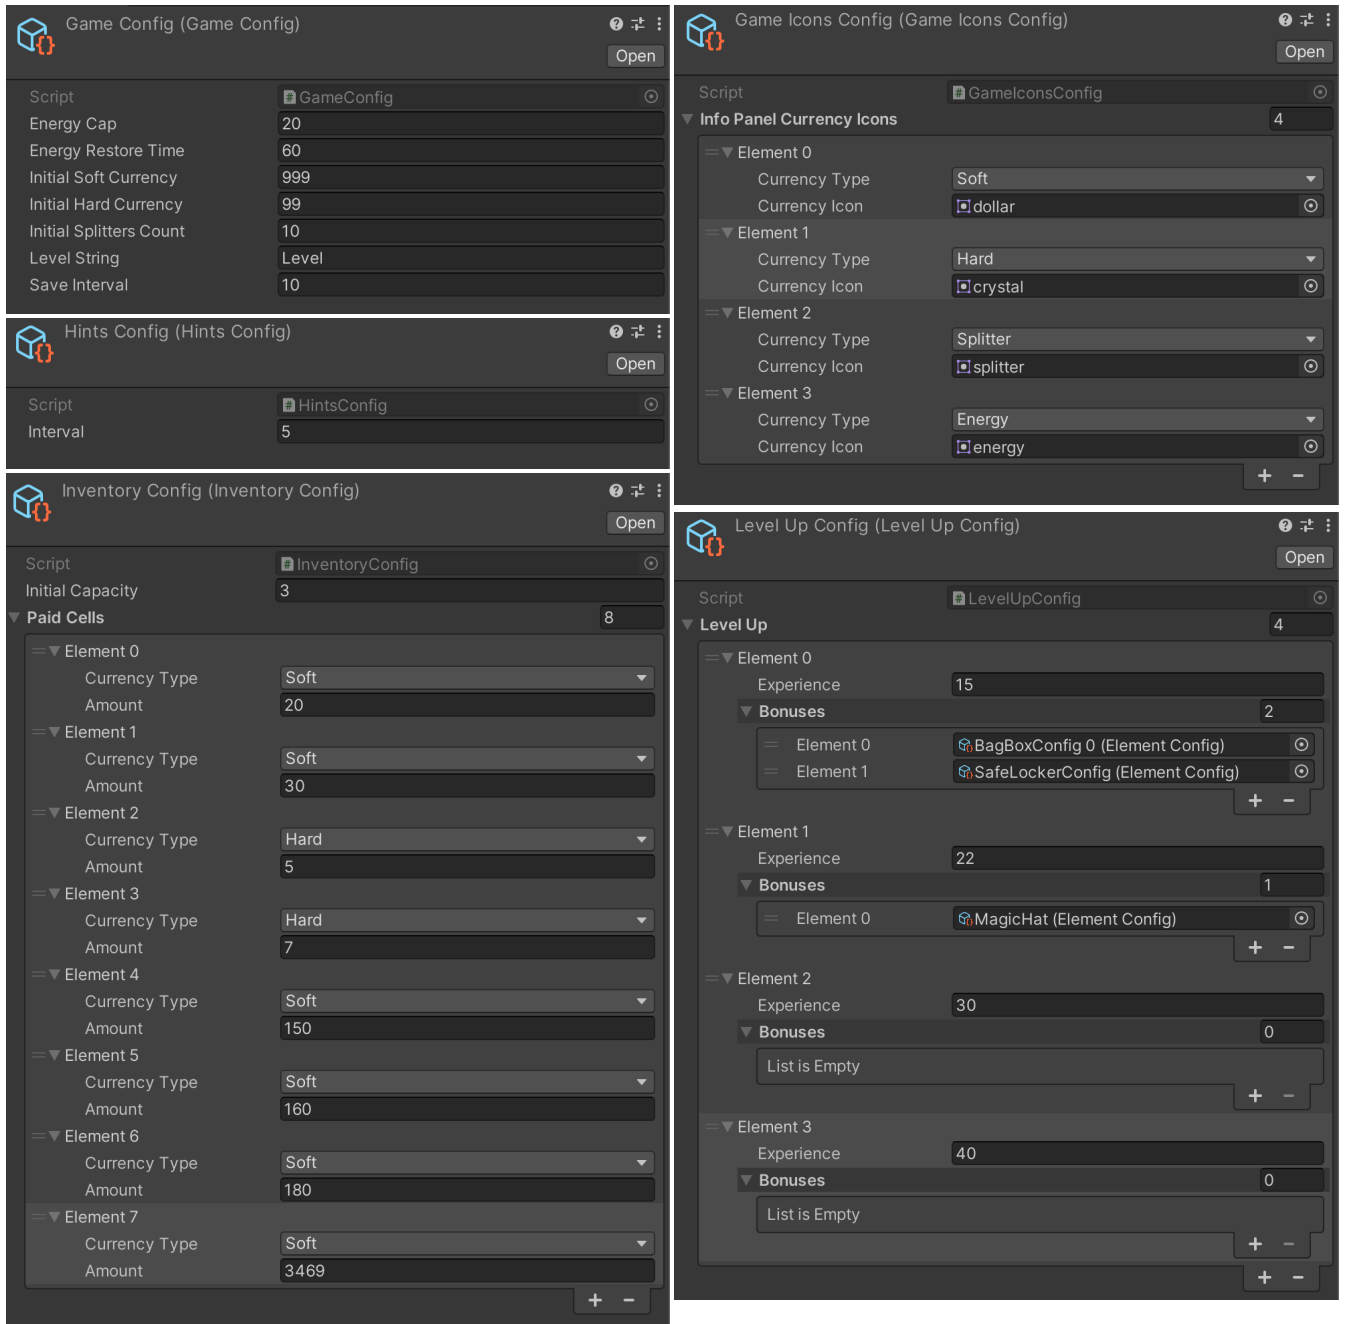 Game Config (Game Config)
Open
Script
GameConfig
Energy Cap
20
Energy Restore Time
60
Initial Soft Currency
999
Initial Hard Currency
99
Initial Splitters Count
10
Level String
Level
Save Interval
10
Hints Config (Hints Config)
Open
Script
HintsConfig
Interval
5
Inventory Config (Inventory Config)
Open
Script
InventoryConfig
Initial Capacity
3
Paid Cells
8
Element 0
Currency Type
Soft
Amount
20
Element 1
Currency Type
Soft
Amount
30
Element 2
Currency Type
Hard
Amount
5
Element 3
Currency Type
Hard
Amount
7
Element 4
Currency Type
Soft
Amount
150
Element 5
Currency Type
Soft
Amount
160
Element 6
Currency Type
Soft
Amount
180
Element 7
Currency Type
Soft
Amount
3469
Game Icons Config (Game Icons Config)
Open
Script
GameIconsConfig
Info Panel Currency Icons
4
Element 0
Currency Type
Soft
Currency Icon
dollar
Element 1
Currency Type
Hard
Currency Icon
crystal
Element 2
Currency Type
Splitter
Currency Icon
splitter
Element 3
Currency Type
Energy
Currency Icon
energy
Level Up Config (Level Up Config)
Open
Script
LevelUpConfig
Level Up
4
Element 0
Experience
15
Bonuses
2
Element 0
BagBoxConfig 0 (Element Config)
Element 1
SafeLockerConfig (Element Config)
Element 1
Experience
22
Bonuses
1
Element 0
MagicHat (Element Config)
Element 2
Experience
30
Bonuses
0
List is Empty
Element 3
Experience
40
Bonuses
0
List is Empty